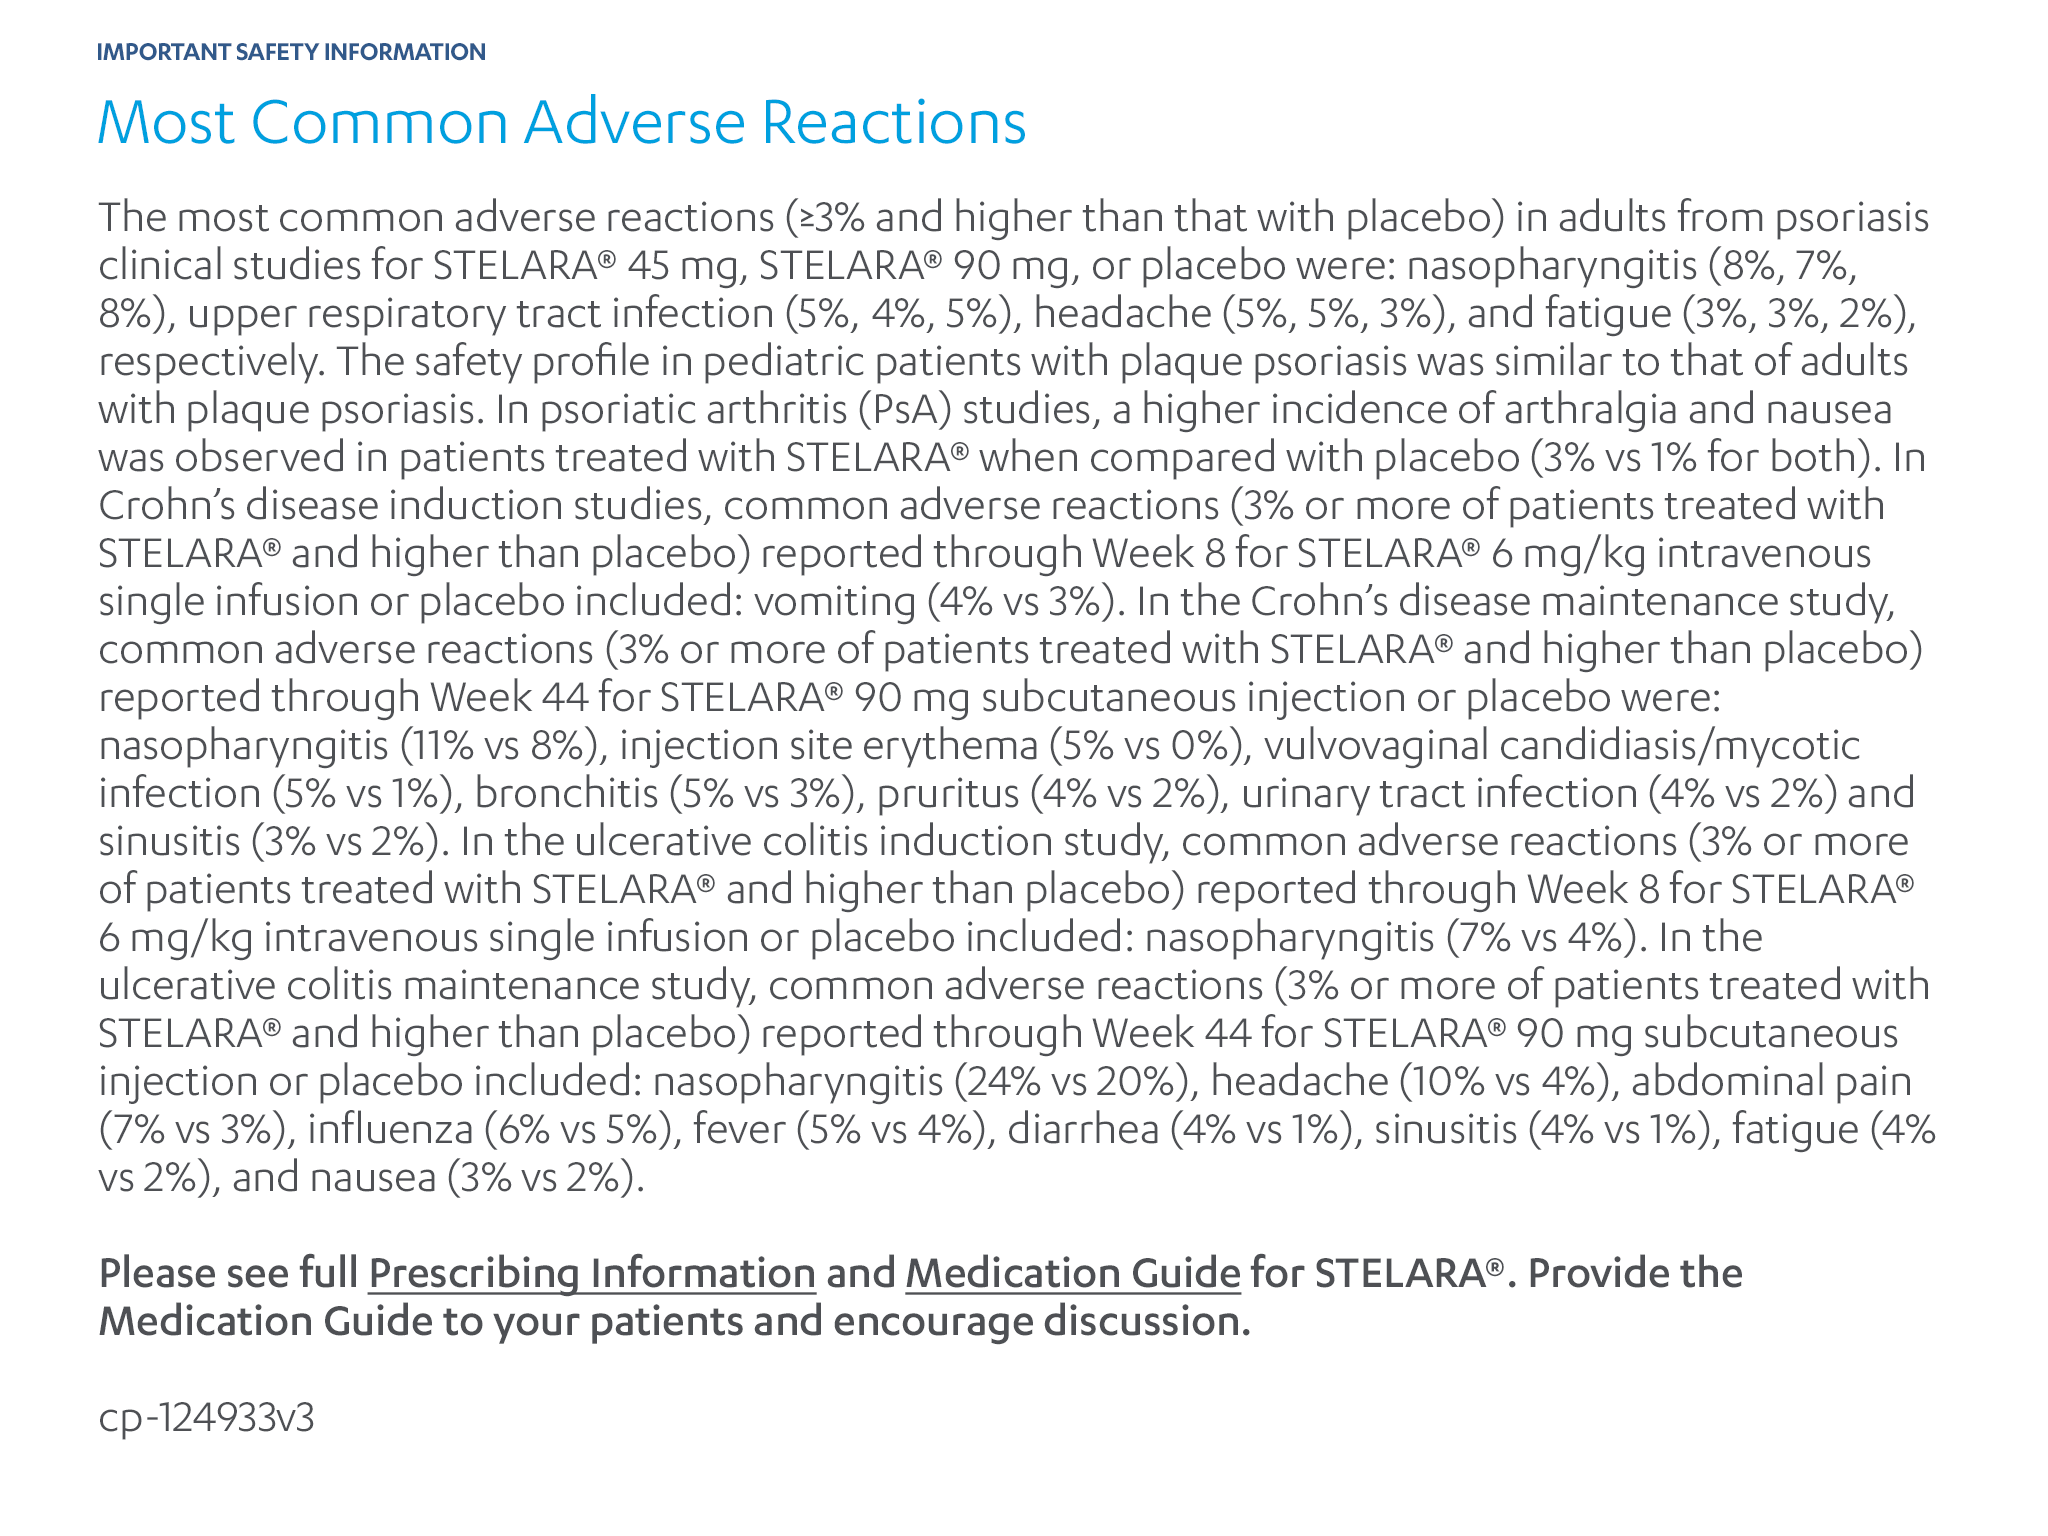 IMPORTANT SAFETY INFORMATION
Most Common Adverse Reactions
The most common adverse reactions (≥3% and higher than that with placebo) in adults from psoriasis
clinical studies for STELARA® 45 mg, STELARA® 90 mg, or placebo were: nasopharyngitis (8%, 7%,
8%), upper respiratory tract infection (5%, 4%, 5%), headache (5%, 5%, 3%), and fatigue (3%, 3%, 2%),
respectively. The safety profile in pediatric patients with plaque psoriasis was similar to that of adults
with plaque psoriasis. In psoriatic arthritis (PsA) studies, a higher incidence of arthralgia and nausea
was observed in patients treated with STELARA® when compared with placebo (3% vs 1% for both). In
Crohn’s disease induction studies, common adverse reactions (3% or more of patients treated with
STELARA® and higher than placebo) reported through Week 8 for STELARA® 6 mg/kg intravenous
single infusion or placebo included: vomiting (4% vs 3%). In the Crohn’s disease maintenance study,
common adverse reactions (3% or more of patients treated with STELARA® and higher than placebo)
reported through Week 44 for STELARA® 90 mg subcutaneous injection or placebo were:
nasopharyngitis (11% vs 8%), injection site erythema (5% vs 0%), vulvovaginal candidiasis/mycotic
infection (5% vs 1%), bronchitis (5% vs 3%), pruritus (4% vs 2%), urinary tract infection (4% vs 2%) and
sinusitis (3% vs 2%). In the ulcerative colitis induction study, common adverse reactions (3% or more
of patients treated with STELARA® and higher than placebo) reported through Week 8 for STELARA®
6 mg/kg intravenous single infusion or placebo included: nasopharyngitis (7% vs 4%). In the
ulcerative colitis maintenance study, common adverse reactions (3% or more of patients treated with
STELARA® and higher than placebo) reported through Week 44 for STELARA® 90 mg subcutaneous
injection or placebo included: nasopharyngitis (24% vs 20%), headache (10% vs 4%), abdominal pain
(7% vs 3%), influenza (6% vs 5%), fever (5% vs 4%), diarrhea (4% vs 1%), sinusitis (4% vs 1%), fatigue (4%
vs 2%), and nausea (3% vs 2%).
Please see full Prescribing Information and Medication Guide for STELARA®. Provide the
Medication Guide to your patients and encourage discussion.
cp-124933v3